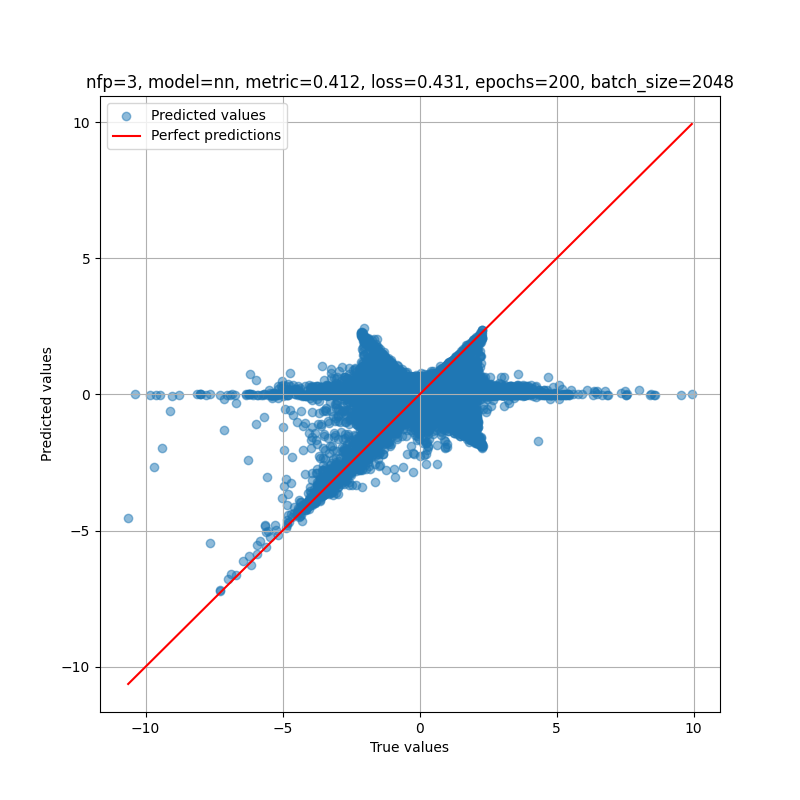 nfp=3, model=nn, metric=0.412, loss=0.431, epochs=200, batch_size=2048
Predicted values
Perfect predictions
10
5
0
−5
−10
Predicted values
−10
−5
0
5
10
True values